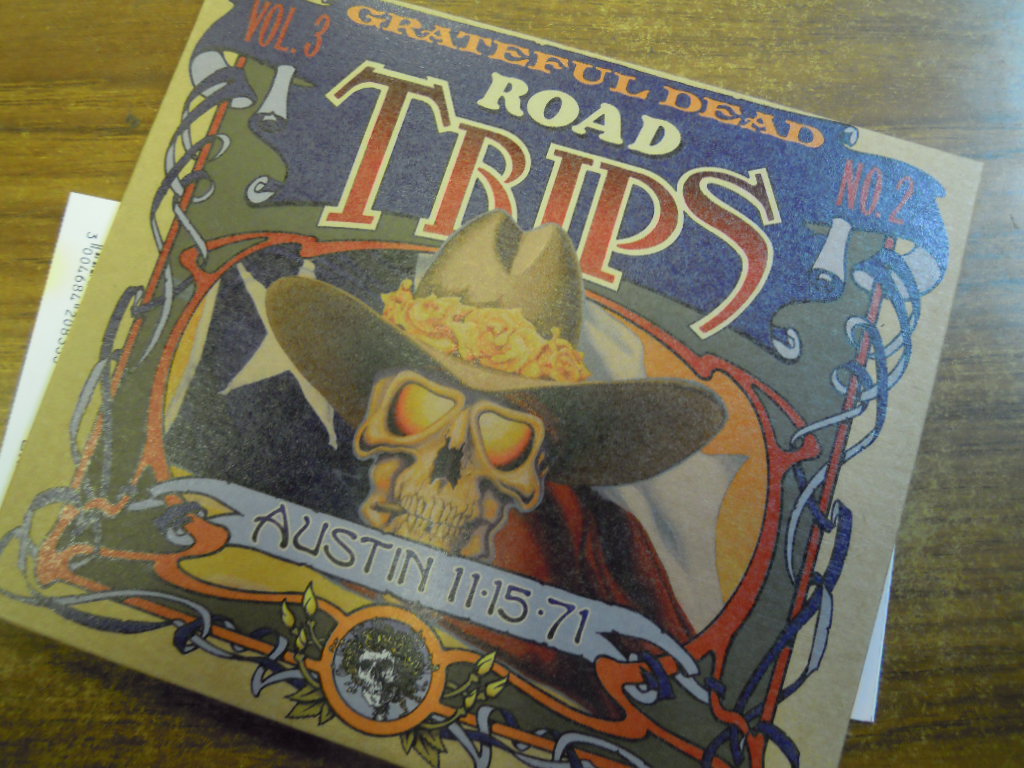 GRATEFUL DEAD
VOL. 3
ROAD
TRIPS
NO. 2
AUSTIN 11·15·71